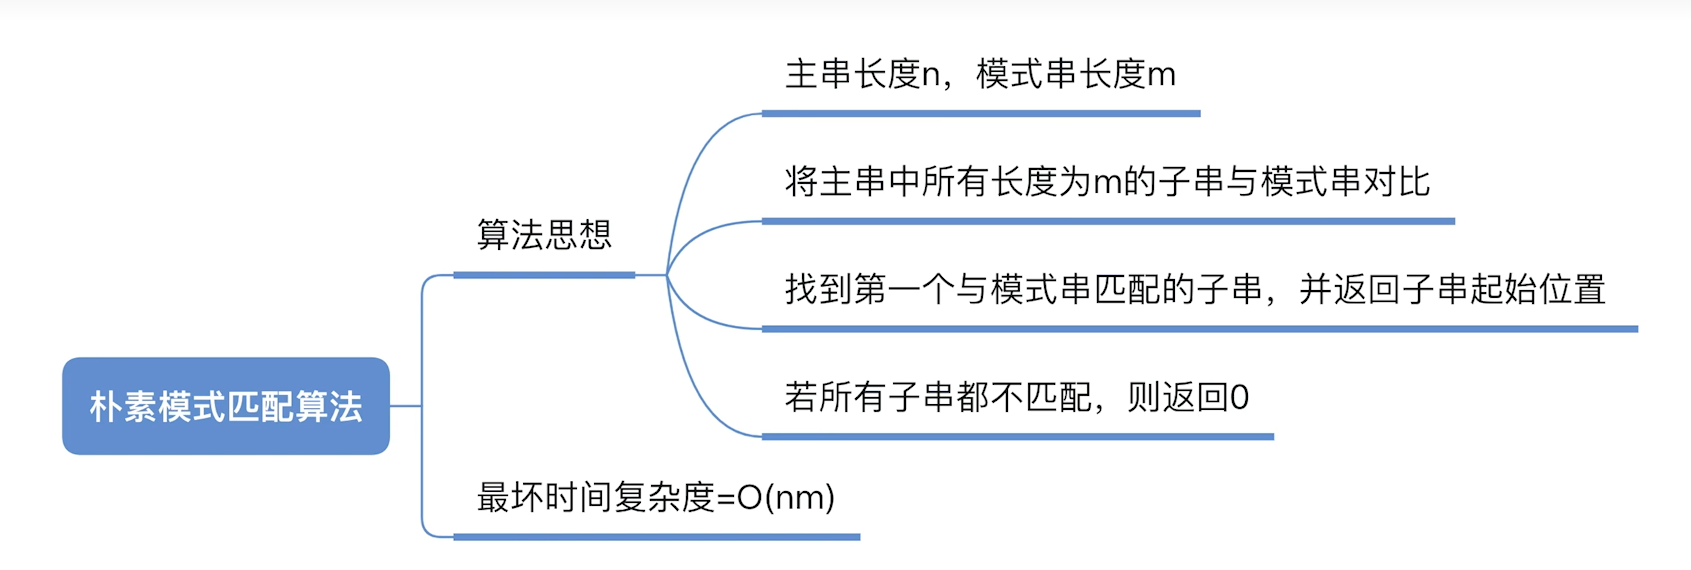 朴素模式匹配算法
算法思想
主串长度n，模式串长度m
将主串中所有长度为m的子串与模式串对比
找到第一个与模式串匹配的子串，并返回子串起始位置
若所有子串都不匹配，则返回0
最坏时间复杂度=O(nm)